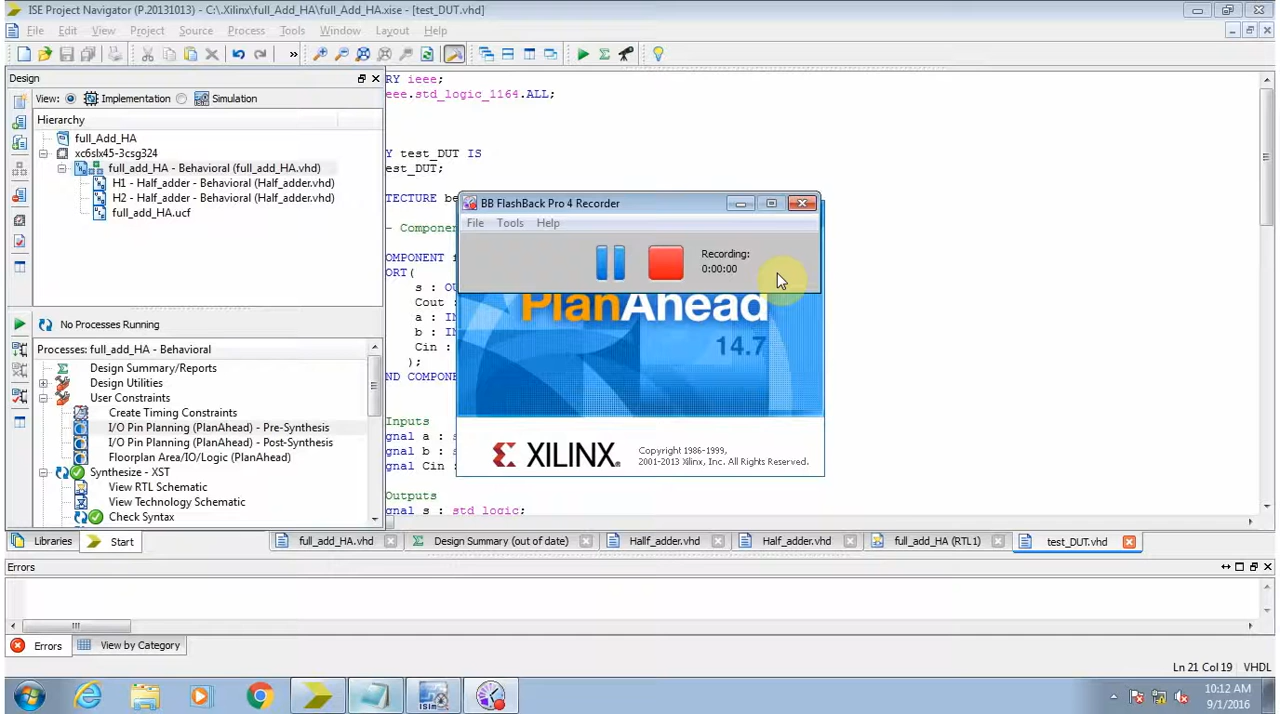 ISE Project Navigator (P.20131013) - C:\.Xilinx\full_Add_HA\full_Add_HA.xise - [test_DUT.vhd]
File Edit View Project Source Process Tools Window Layout Help
»
Design
View: Implementation Simulation
Hierarchy
full_Add_HA
xc6slx45-3csg324
full_add_HA - Behavioral (full_add_HA.vhd)
H1 - Half_adder - Behavioral (Half_adder.vhd)
H2 - Half_adder - Behavioral (Half_adder.vhd)
full_add_HA.ucf
No Processes Running
Processes: full_add_HA - Behavioral
Design Summary/Reports
Design Utilities
User Constraints
Create Timing Constraints
I/O Pin Planning (PlanAhead) - Pre-Synthesis
I/O Pin Planning (PlanAhead) - Post-Synthesis
Floorplan Area/IO/Logic (PlanAhead)
Synthesize - XST
View RTL Schematic
View Technology Schematic
Check Syntax
RY ieee;
eee.std_logic_1164.ALL;
Y test_DUT IS
est_DUT;
TECTURE be
- Compone
OMPONENT f
ORT(
s : OU
Cout :
a : IN
b : IN
Cin :
);
ND COMPONE
Inputs
gnal a : s
gnal b : s
gnal Cin :
Outputs
gnal s : std_logic;
BB FlashBack Pro 4 Recorder
File Tools Help
Recording:
0:00:00
PlanAhead
14.7
XILINX®
Copyright 1986-1999,
2001-2013 Xilinx, Inc. All Rights Reserved.
Libraries Start
full_add_HA.vhd Design Summary (out of date) Hallf_adder.vhd Half_adder.vhd full_add_HA (RTL1) test_DUT.vhd
Errors
Errors View by Category
Ln 21 Col 19 VHDL
ISim
10:12 AM
9/1/2016